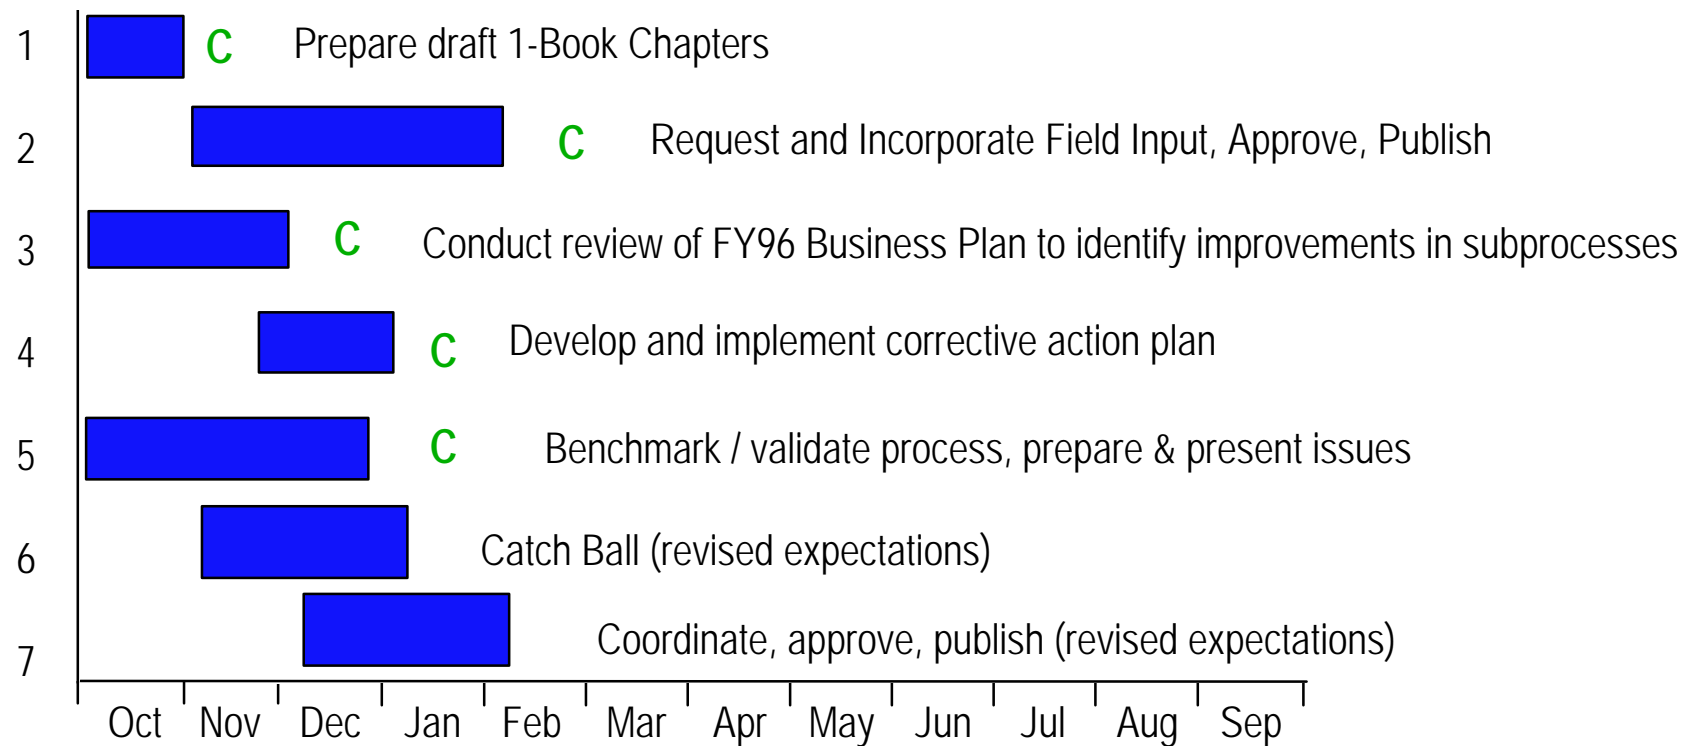 1 C Prepare draft 1-Book Chapters
2 C Request and Incorporate Field Input, Approve, Publish
3 C Conduct review of FY96 Business Plan to identify improvements in subprocesses
4 C Develop and implement corrective action plan
5 C Benchmark / validate process, prepare & present issues
6 Catch Ball (revised expectations)
7 Coordinate, approve, publish (revised expectations)
Oct Nov Dec Jan Feb Mar Apr May Jun Jul Aug Sep